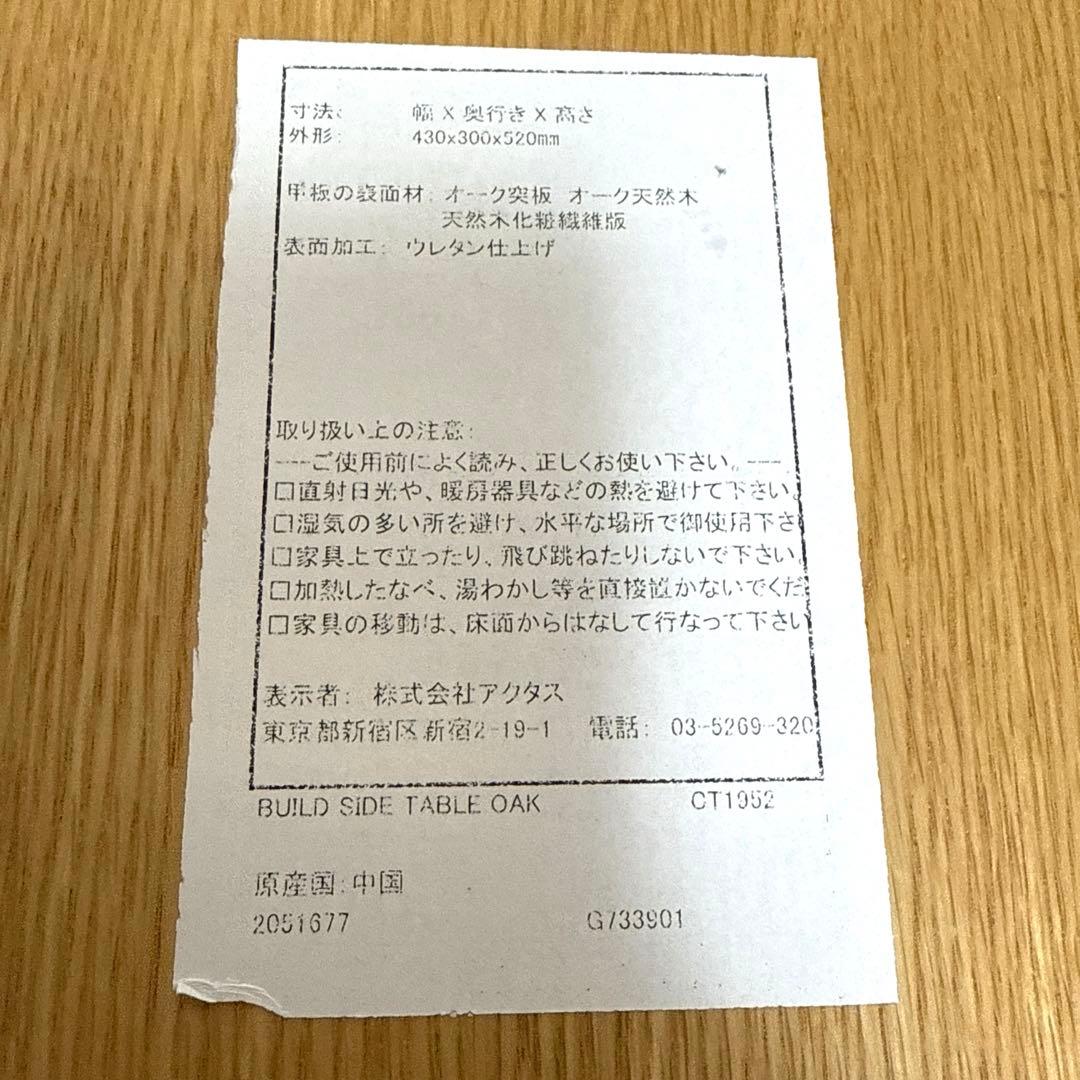 寸法: 幅 X 奥行き X 高さ
外形: 430x300x520mm
甲板の表面材: オーク突板 オーク天然木
天然木化粧繊維版
表面加工: ウレタン仕上げ
取り扱い上の注意:
---ご使用前によく読み、正しくお使い下さい。---
□直射日光や、暖房器具などの熱を避けて下さい。
□湿気の多い所を避け、水平な場所で御使用下さ
□家具上で立ったり、飛び跳ねたりしないで下さい。
□加熱したなべ、湯わかし等を直接置かないでくだ
□家具の移動は、床面からはなして行なって下さい
表示者: 株式会社アクタス
東京都新宿区新宿2-19-1 電話: 03-5269-320
BUILD SIDE TABLE OAK CT1952
原産国:中国
2051677 G733901